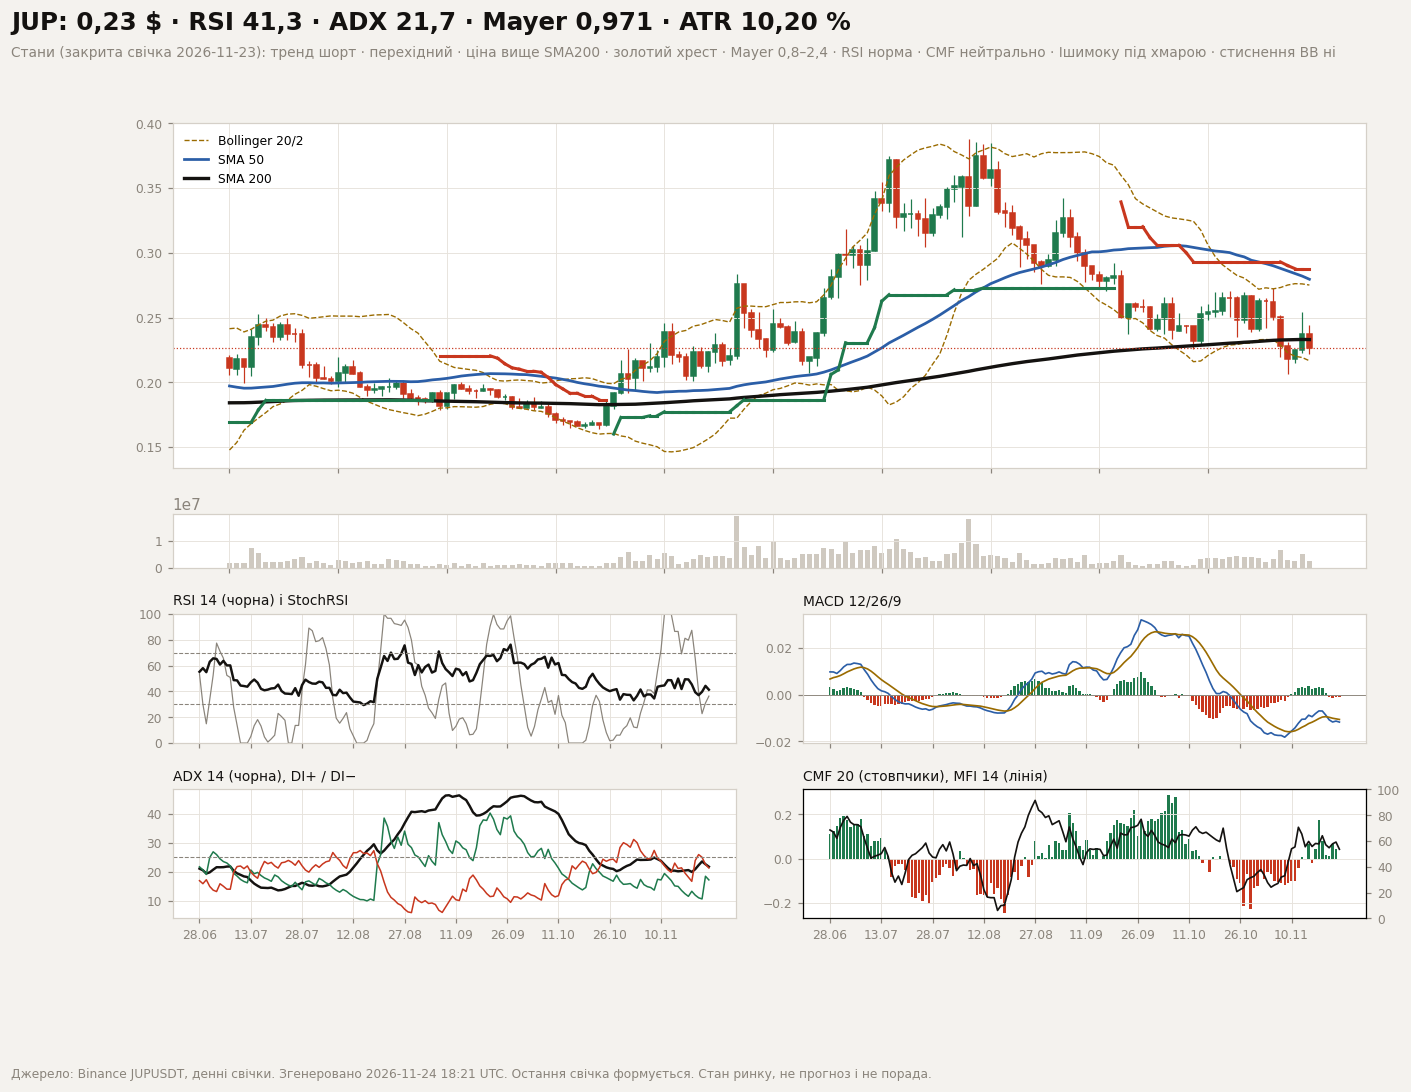 JUP: 0,23 $ · RSI 41,3 · ADX 21,7 · Mayer 0,971 · ATR 10,20 %
Стани (закрита свічка 2026-11-23): тренд шорт · перехідний · ціна вище SMA200 · золотий хрест · Mayer 0,8–2,4 · RSI норма · CMF нейтрально · Ішимоку під хмарою · стиснення BB ні
0.40
0.35
0.30
0.25
0.20
0.15
Bollinger 20/2
SMA 50
SMA 200
1e7
1
0
RSI 14 (чорна) і StochRSI
100
80
60
40
20
0
MACD 12/26/9
0.02
0.00
−0.02
ADX 14 (чорна), DI+ / DI−
40
30
20
10
28.06 13.07 28.07 12.08 27.08 11.09 26.09 11.10 26.10 10.11
CMF 20 (стовпчики), MFI 14 (лінія)
0.2
0.0
−0.2
100
80
60
40
20
0
28.06 13.07 28.07 12.08 27.08 11.09 26.09 11.10 26.10 10.11
Джерело: Binance JUPUSDT, денні свічки. Згенеровано 2026-11-24 18:21 UTC. Остання свічка формується. Стан ринку, не прогноз і не порада.